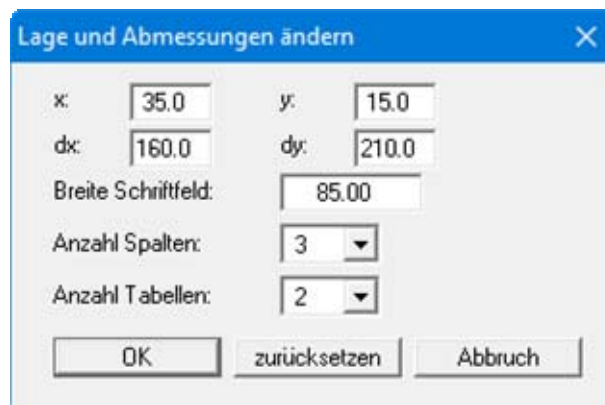 Lage und Abmessungen ändern
x: 35.0 y: 15.0
dx: 160.0 dy: 210.0
Breite Schriftfeld: 85.00
Anzahl Spalten: 3
Anzahl Tabellen: 2
OK zurücksetzen Abbruch